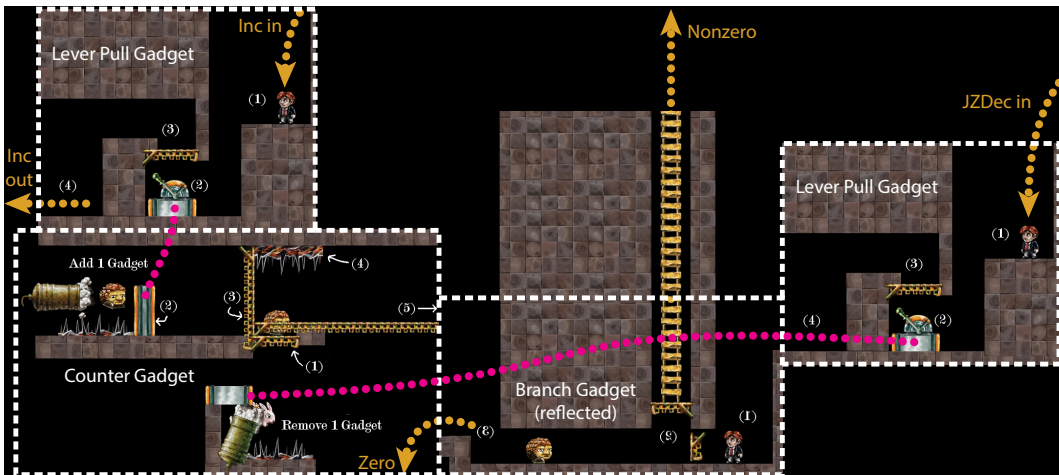 Inc in
Nonzero
Lever Pull Gadget
(1)
JZDec in
(3)
Inc
out
(4)
(2)
Lever Pull Gadget
(1)
(3)
Add 1 Gadget
(4)
(2)
(3)
(5)
(4)
(2)
(1)
Counter Gadget
Branch Gadget
(reflected)
Remove 1 Gadget
(8)
(9)
(1)
Zero